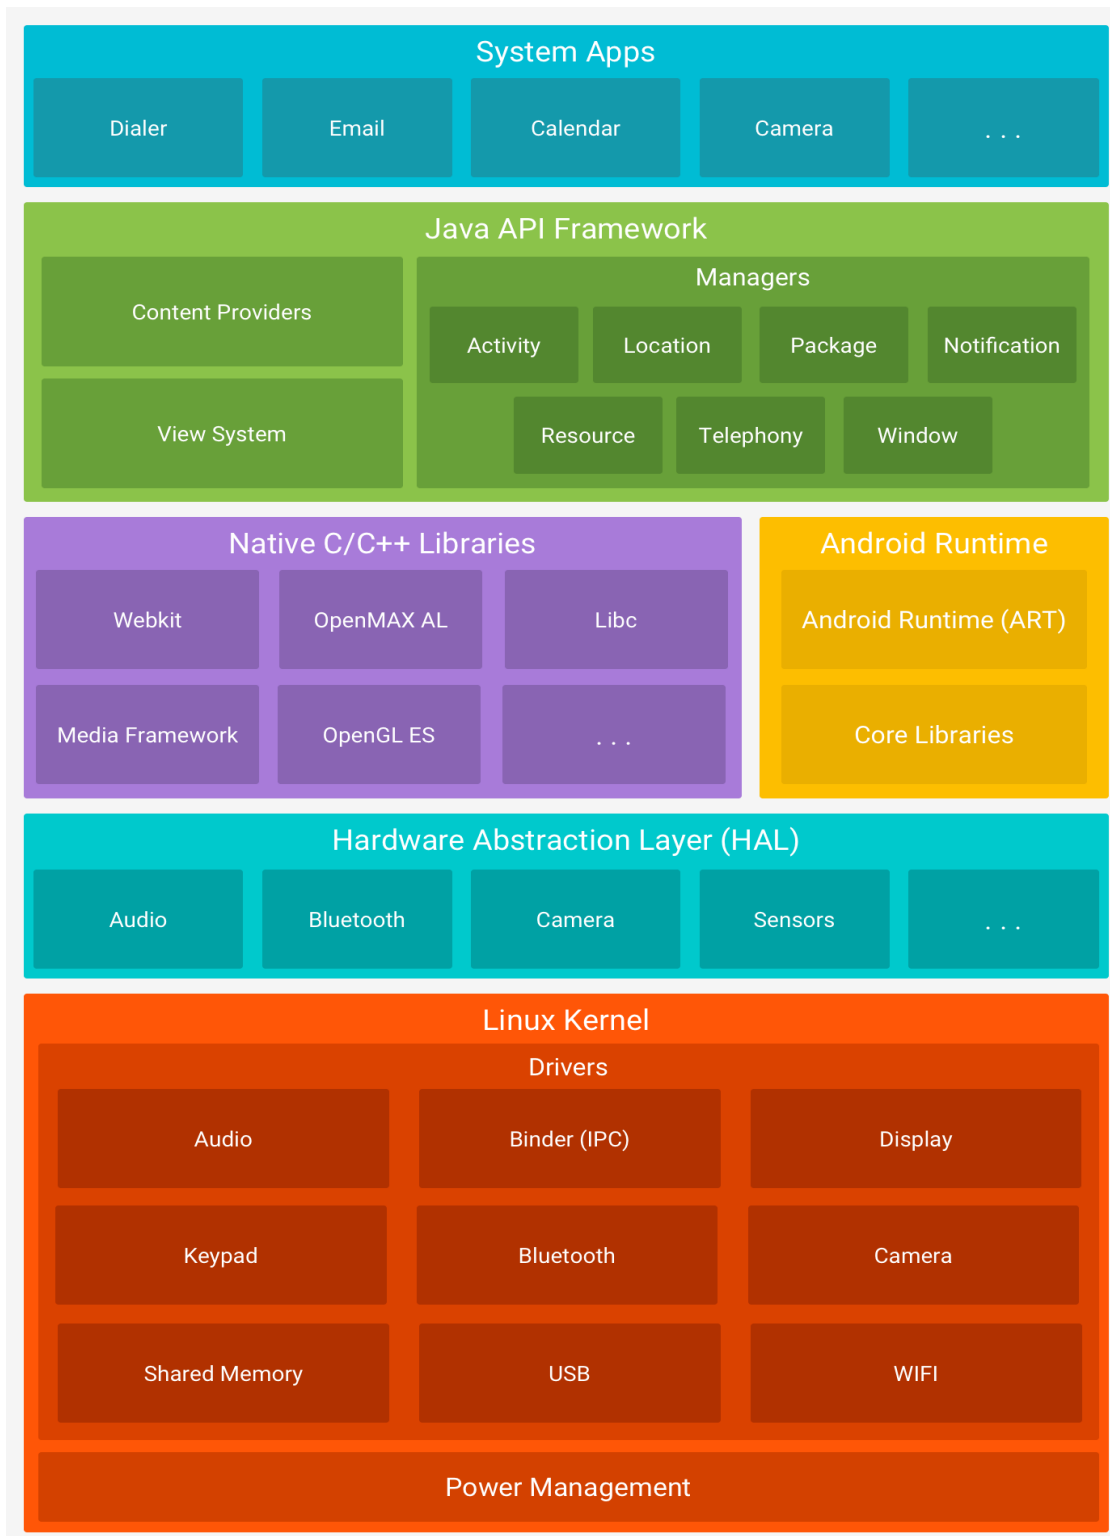 System Apps
Dialer
Email
Calendar
Camera
. . .
Java API Framework
Content Providers
View System
Managers
Activity
Location
Package
Notification
Resource
Telephony
Window
Native C/C++ Libraries
Webkit
OpenMAX AL
Libc
Media Framework
OpenGL ES
. . .
Android Runtime
Android Runtime (ART)
Core Libraries
Hardware Abstraction Layer (HAL)
Audio
Bluetooth
Camera
Sensors
. . .
Linux Kernel
Drivers
Audio
Binder (IPC)
Display
Keypad
Bluetooth
Camera
Shared Memory
USB
WIFI
Power Management